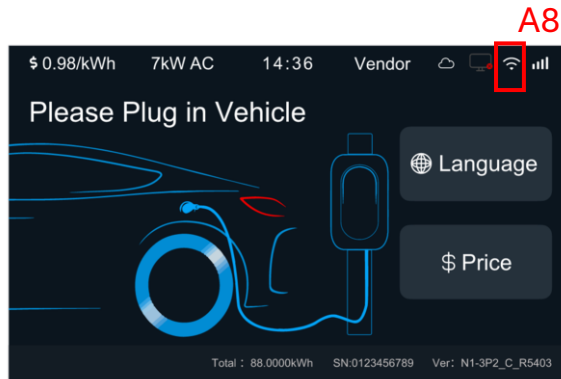 A8
$ 0.98/kWh 7kW AC 14:36 Vendor
Please Plug in Vehicle
Language
$ Price
Total : 88.0000kWh SN:0123456789 Ver: N1-3P2_C_R5403